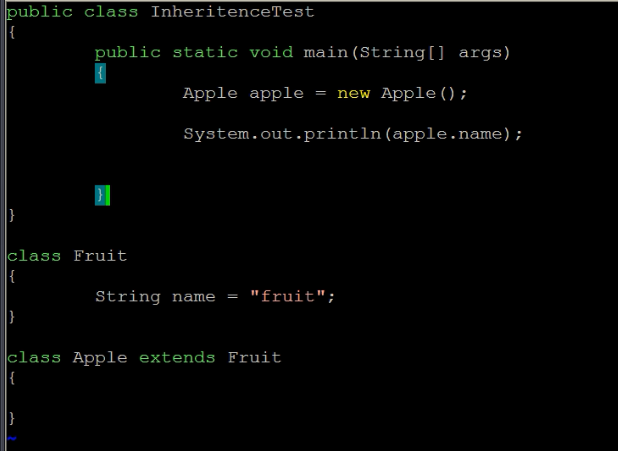 public class InheritenceTest
{
        public static void main(String[] args)
        {
                Apple apple = new Apple();
                System.out.println(apple.name);
        }
}
class Fruit
{
        String name = "fruit";
}
class Apple extends Fruit
{
}
~